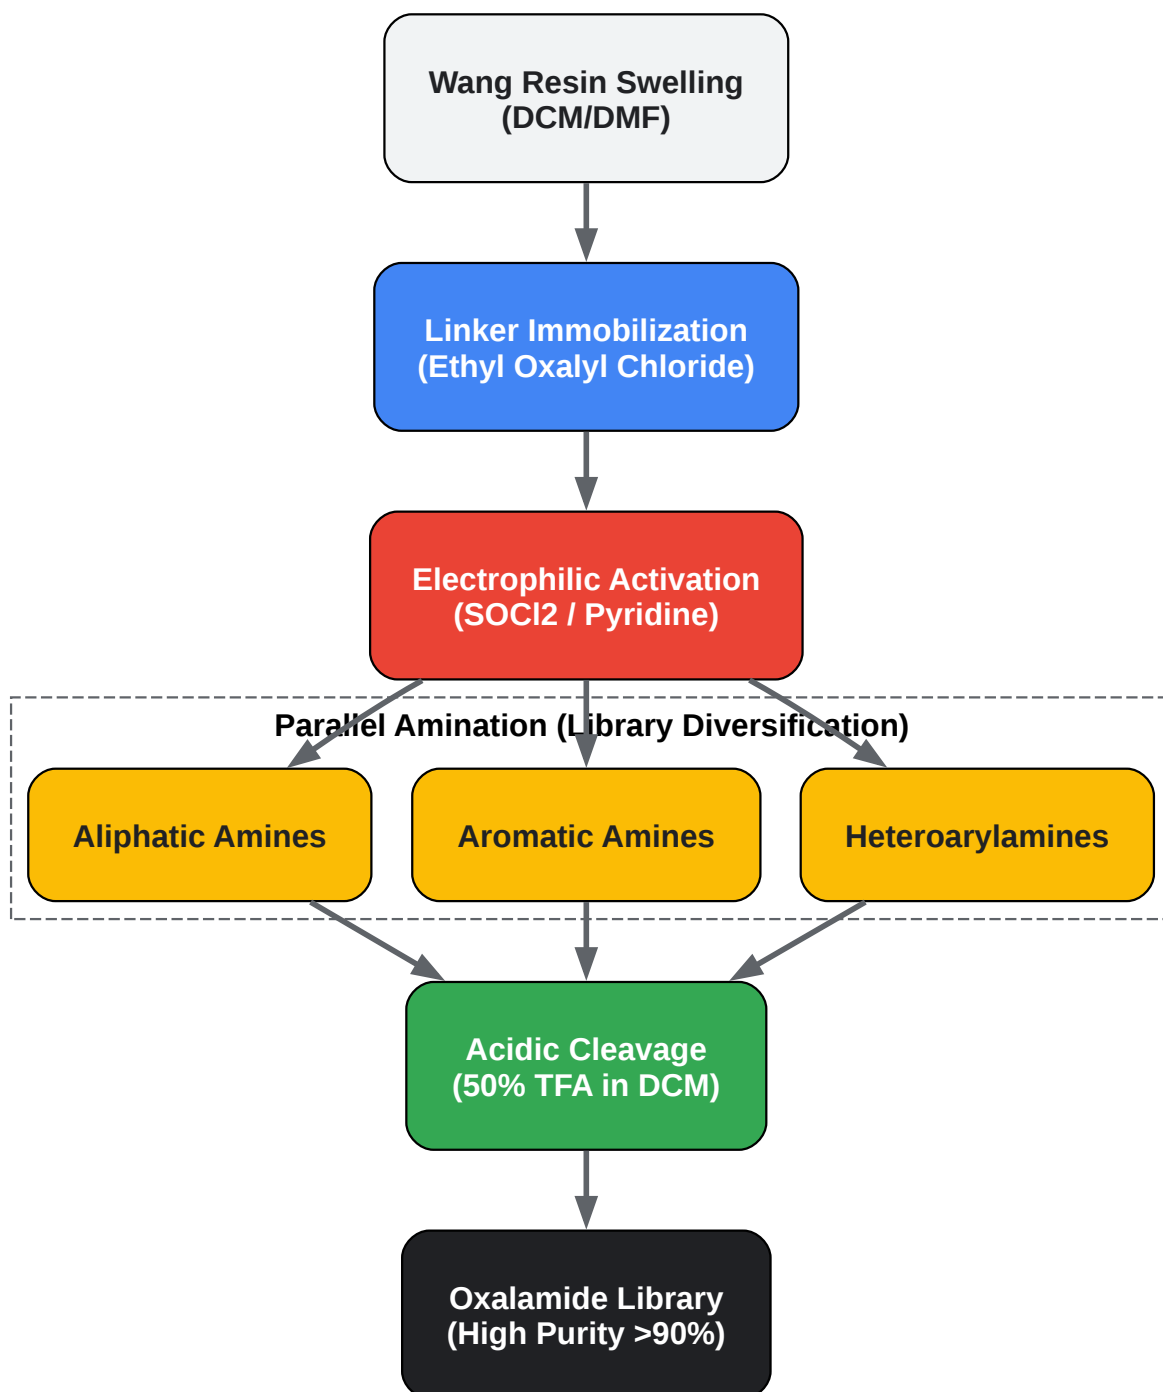 Wang Resin Swelling
(DCM/DMF)
Linker Immobilization
(Ethyl Oxalyl Chloride)
Electrophilic Activation
(SOCl2 / Pyridine)
Parallel Amination (Library Diversification)
Aliphatic Amines
Aromatic Amines
Heteroarylamines
Acidic Cleavage
(50% TFA in DCM)
Oxalamide Library
(High Purity >90%)